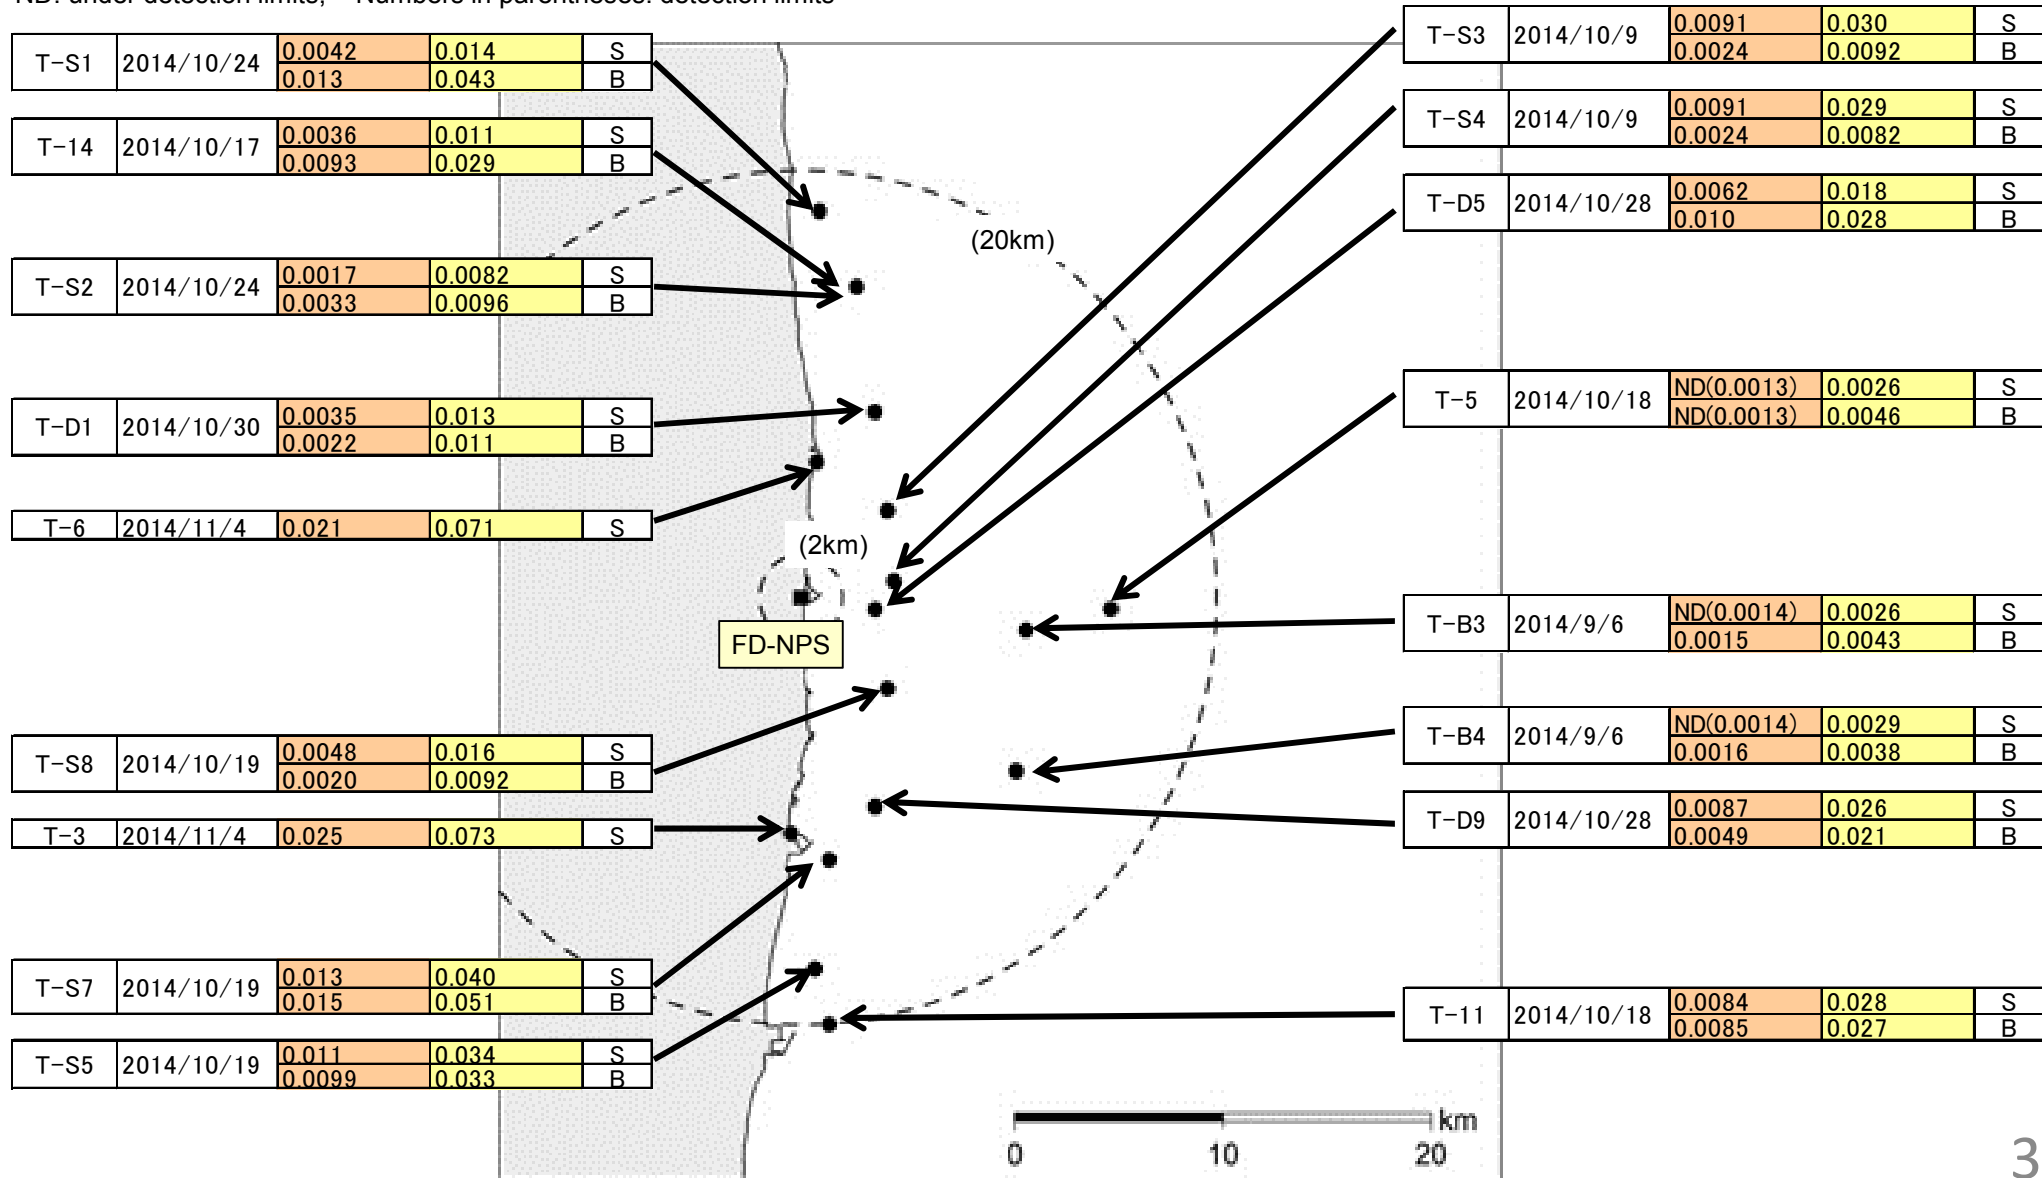 ND: under detection limits, Numbers in parentheses: detection limits
T-S1 2014/10/24 0.0042 0.014 S
0.013 0.043 B
T-14 2014/10/17 0.0036 0.011 S
0.0093 0.029 B
T-S2 2014/10/24 0.0017 0.0082 S
0.0033 0.0096 B
T-D1 2014/10/30 0.0035 0.013 S
0.0022 0.011 B
T-6 2014/11/4 0.021 0.071 S
T-S8 2014/10/19 0.0048 0.016 S
0.0020 0.0092 B
T-3 2014/11/4 0.025 0.073 S
T-S7 2014/10/19 0.013 0.040 S
0.015 0.051 B
T-S5 2014/10/19 0.011 0.034 S
0.0099 0.033 B
(20km)
(2km)
FD-NPS
T-S3 2014/10/9 0.0091 0.030 S
0.0024 0.0092 B
T-S4 2014/10/9 0.0091 0.029 S
0.0024 0.0082 B
T-D5 2014/10/28 0.0062 0.018 S
0.010 0.028 B
T-5 2014/10/18 ND(0.0013) 0.0026 S
ND(0.0013) 0.0046 B
T-B3 2014/9/6 ND(0.0014) 0.0026 S
0.0015 0.0043 B
T-B4 2014/9/6 ND(0.0014) 0.0029 S
0.0016 0.0038 B
T-D9 2014/10/28 0.0087 0.026 S
0.0049 0.021 B
T-11 2014/10/18 0.0084 0.028 S
0.0085 0.027 B
km
0 10 20
3